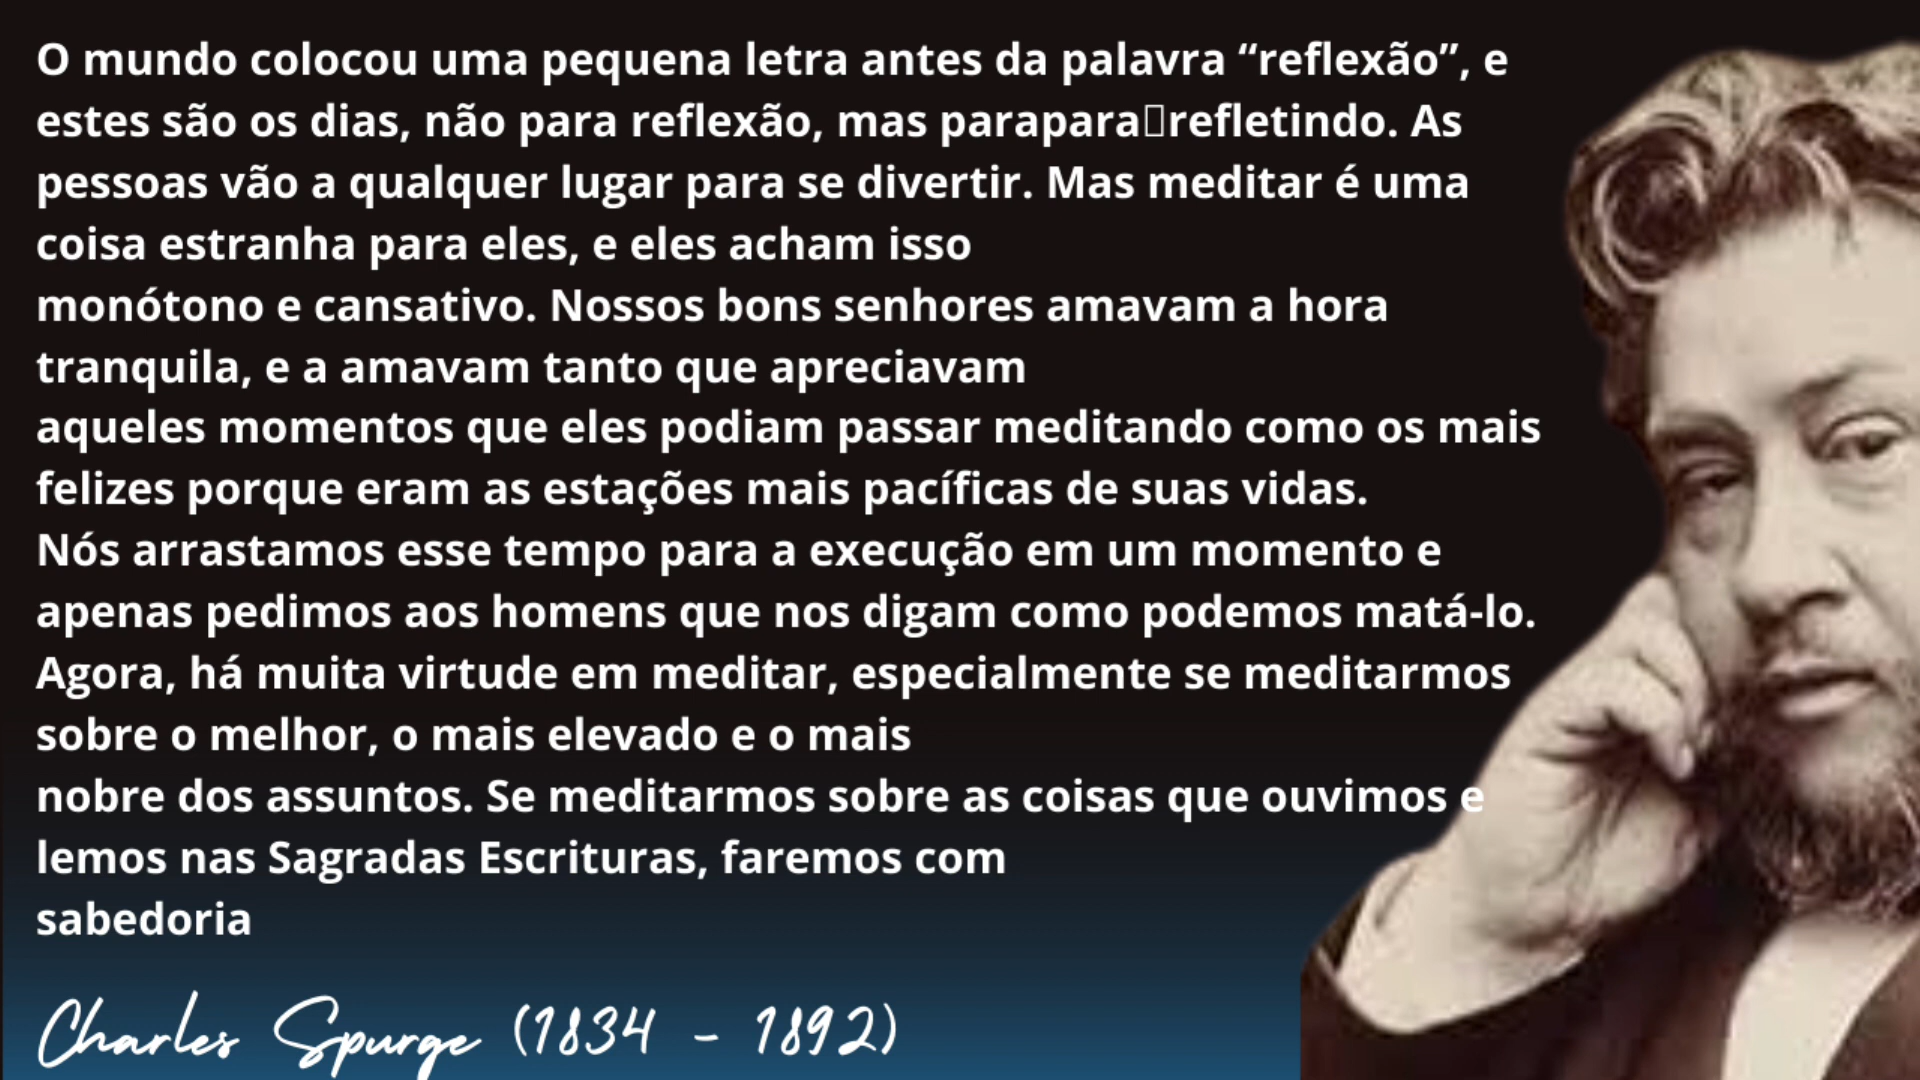 O mundo colocou uma pequena letra antes da palavra “reflexão”, e
estes são os dias, não para reflexão, mas parapara▯refletindo. As
pessoas vão a qualquer lugar para se divertir. Mas meditar é uma
coisa estranha para eles, e eles acham isso
monótono e cansativo. Nossos bons senhores amavam a hora
tranquila, e a amavam tanto que apreciavam
aqueles momentos que eles podiam passar meditando como os mais
felizes porque eram as estações mais pacíficas de suas vidas.
Nós arrastamos esse tempo para a execução em um momento e
apenas pedimos aos homens que nos digam como podemos matá-lo.
Agora, há muita virtude em meditar, especialmente se meditarmos
sobre o melhor, o mais elevado e o mais
nobre dos assuntos. Se meditarmos sobre as coisas que ouvimos e
lemos nas Sagradas Escrituras, faremos com
sabedoria
Charles Spurge (1834 - 1892)